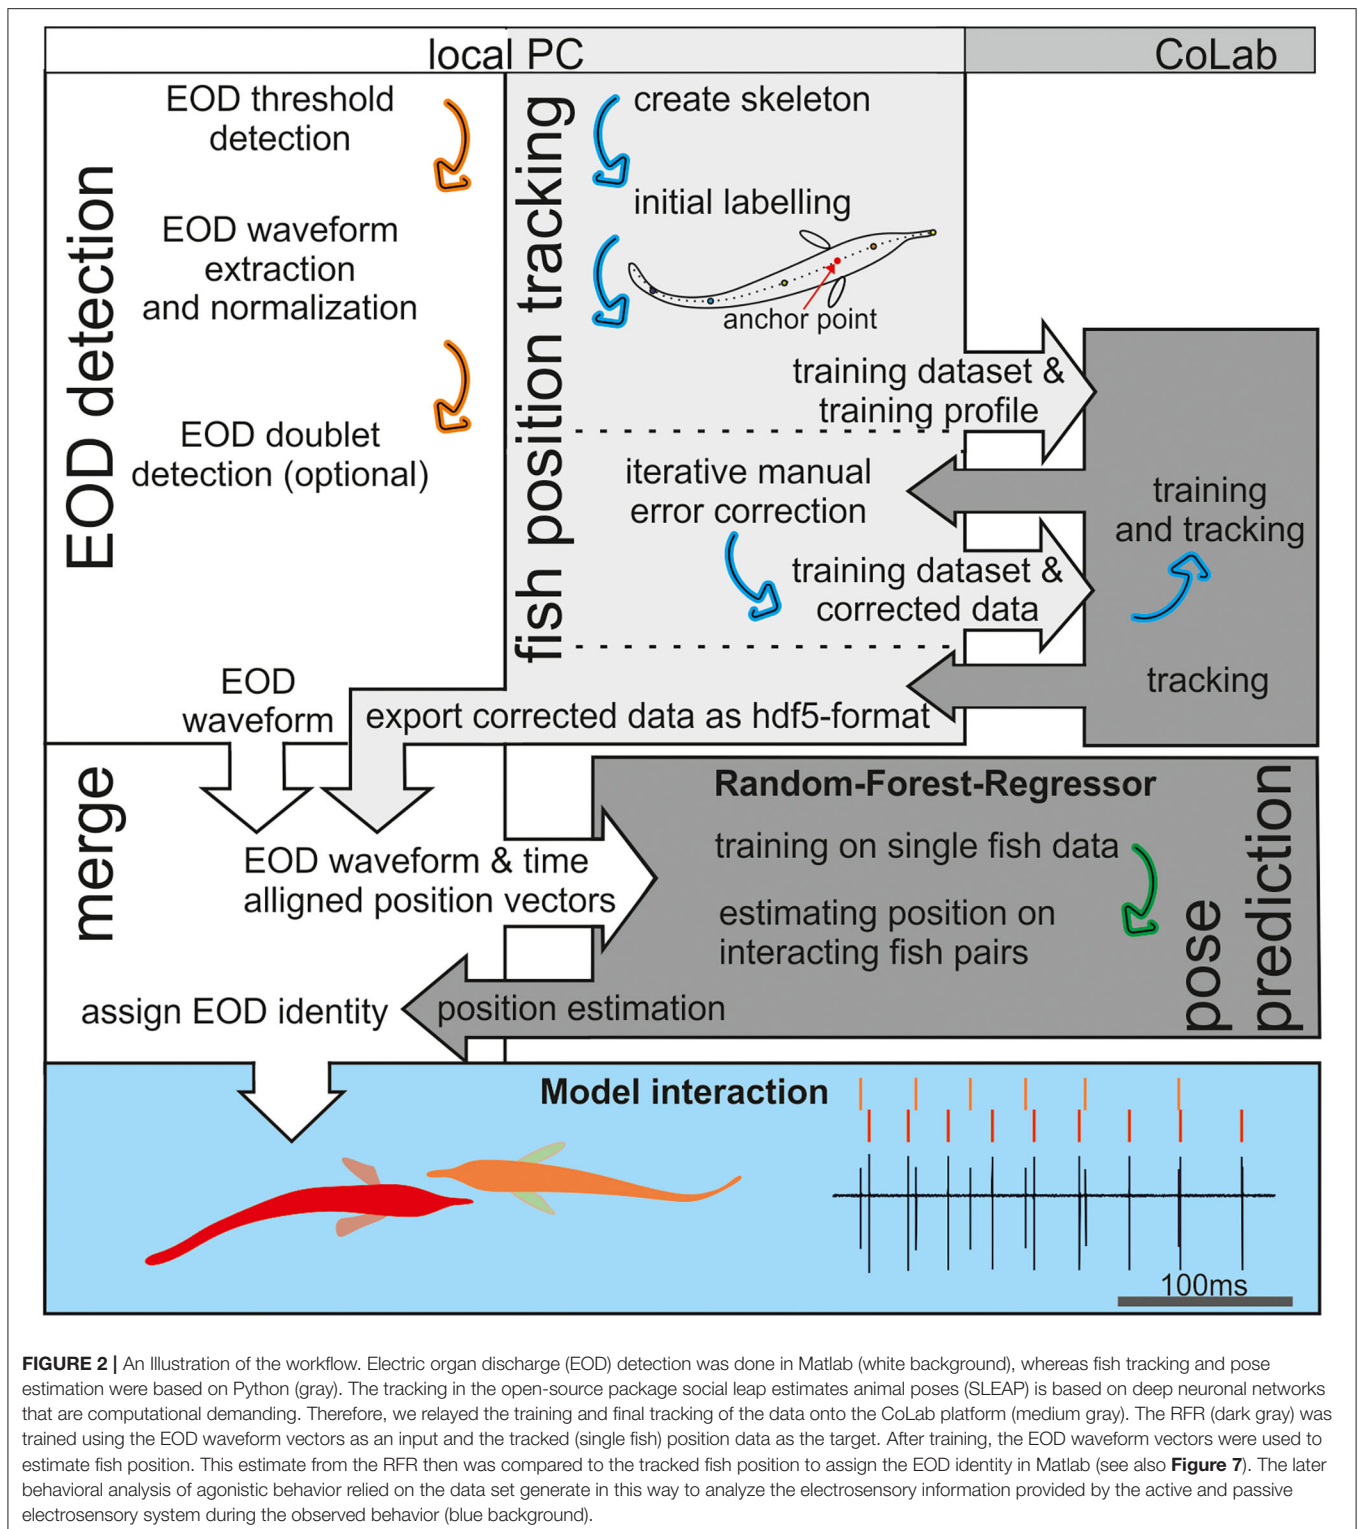 local PC
CoLab
EOD detection
EOD threshold
detection
EOD waveform
extraction
and normalization
EOD doublet
detection (optional)
fish position tracking
create skeleton
initial labelling
anchor point
training dataset &
training profile
iterative manual
error correction
training dataset &
corrected data
training
and tracking
tracking
EOD
waveform
export corrected data as hdf5-format
merge
EOD waveform & time
alligned position vectors
assign EOD identity
Random-Forest-Regressor
training on single fish data
estimating position on
interacting fish pairs
pose
prediction
position estimation
Model interaction
100ms
FIGURE 2 | An Illustration of the workflow. Electric organ discharge (EOD) detection was done in Matlab (white background), whereas fish tracking and pose
estimation were based on Python (gray). The tracking in the open-source package social leap estimates animal poses (SLEAP) is based on deep neuronal networks
that are computational demanding. Therefore, we relayed the training and final tracking of the data onto the CoLab platform (medium gray). The RFR (dark gray) was
trained using the EOD waveform vectors as an input and the tracked (single fish) position data as the target. After training, the EOD waveform vectors were used to
estimate fish position. This estimate from the RFR then was compared to the tracked fish position to assign the EOD identity in Matlab (see also Figure 7). The later
behavioral analysis of agonistic behavior relied on the data set generate in this way to analyze the electrosensory information provided by the active and passive
electrosensory system during the observed behavior (blue background).